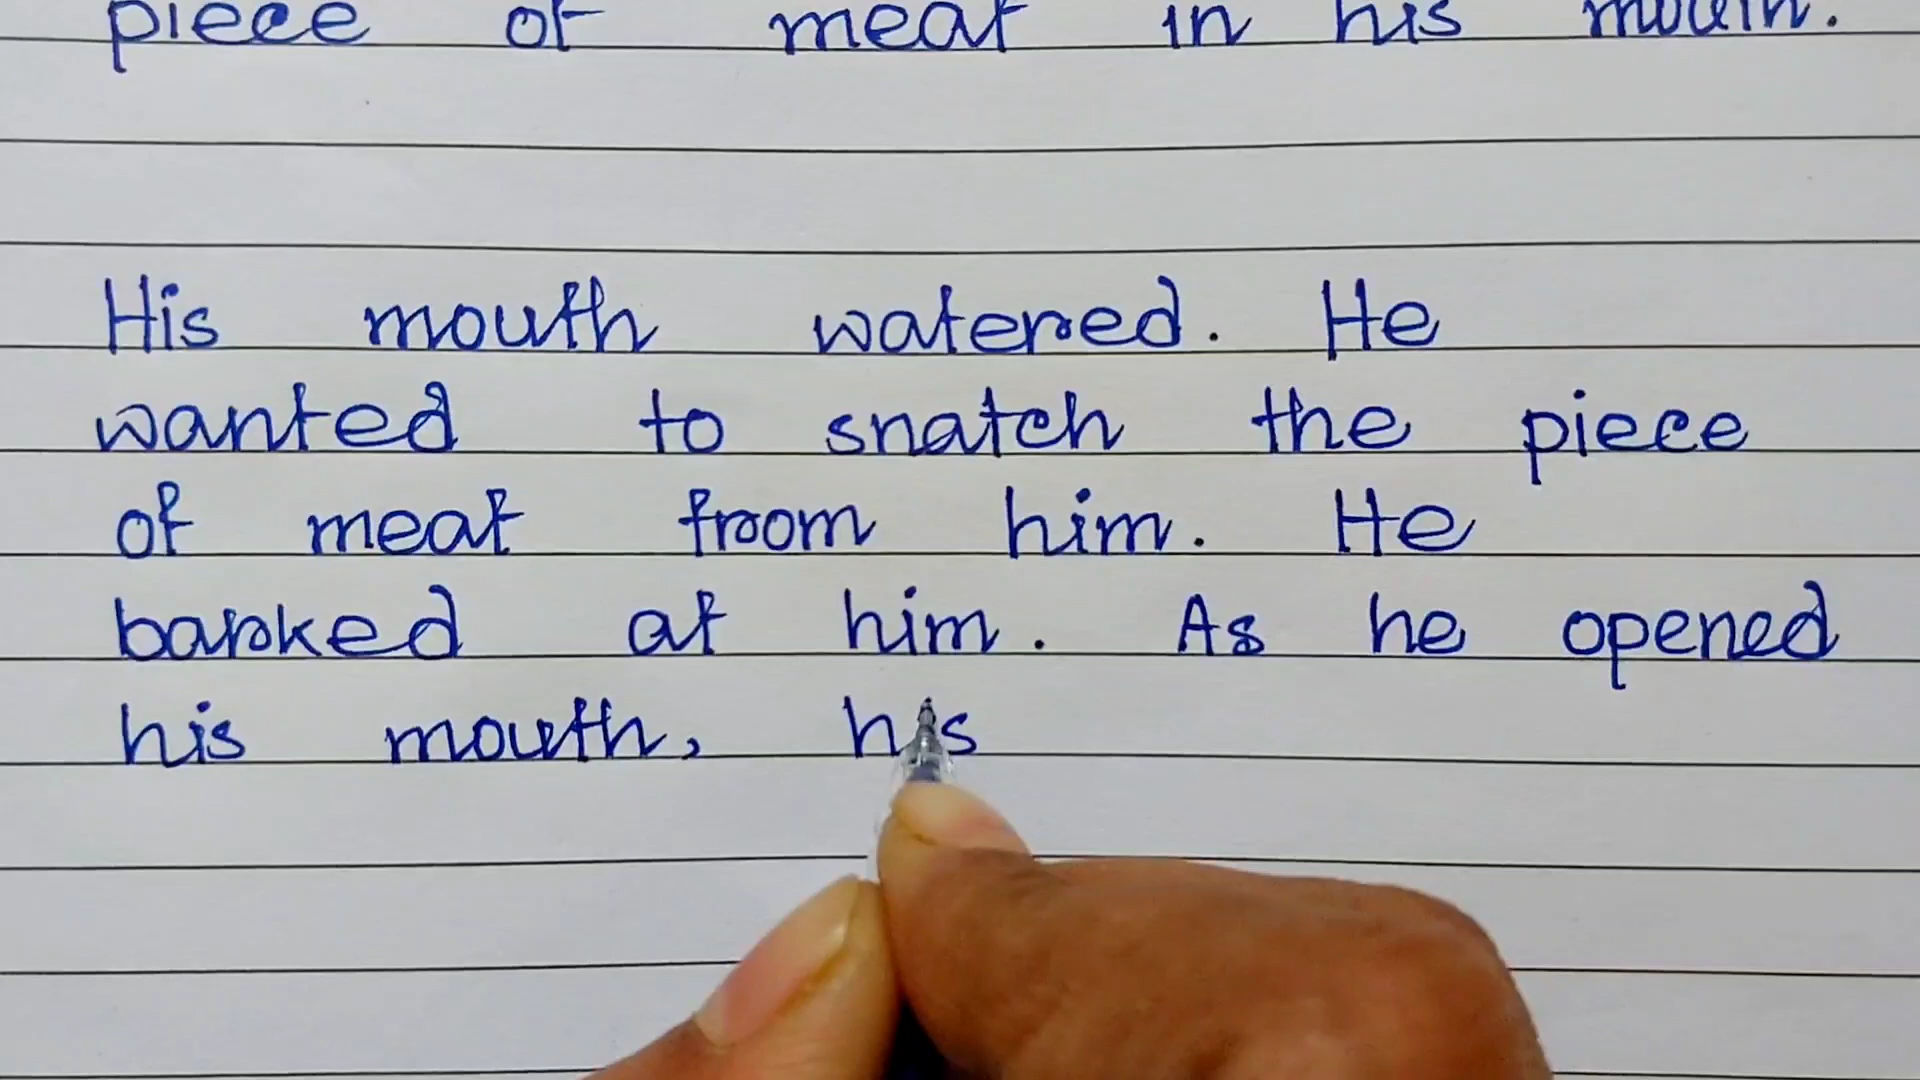 piece of meat in his mouth.
His mouth watered. He
wanted to snatch the piece
of meat from him. He
barked at him. As he opened
his mouth, his